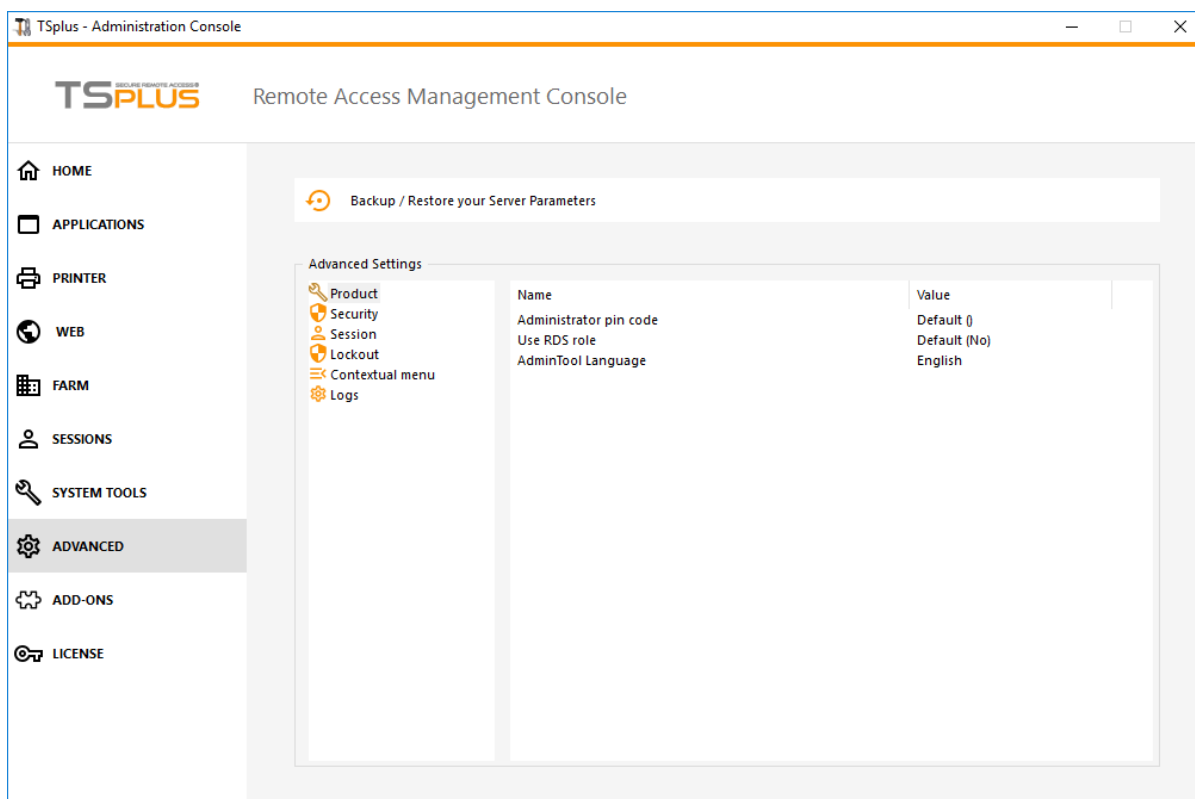 TSplus - Administration Console
SECURE REMOTE ACCESS®
TSPLUS
Remote Access Management Console
HOME
APPLICATIONS
PRINTER
WEB
FARM
SESSIONS
SYSTEM TOOLS
ADVANCED
ADD-ONS
LICENSE
Backup / Restore your Server Parameters
Advanced Settings
Product
Security
Session
Lockout
Contextual menu
Logs
Name Value
Administrator pin code Default ()
Use RDS role Default (No)
AdminTool Language English